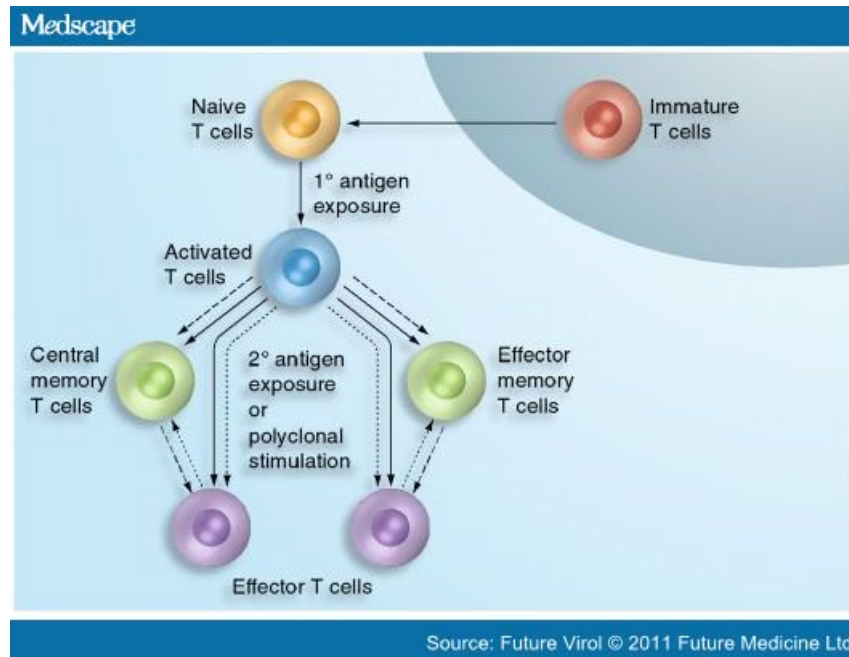 Medscape
Naive
T cells
Immature
T cells
1° antigen
exposure
Activated
T cells
Central
memory
T cells
2° antigen
exposure
or
polyclonal
stimulation
Effector
memory
T cells
Effector T cells
Source: Future Virol © 2011 Future Medicine Ltd